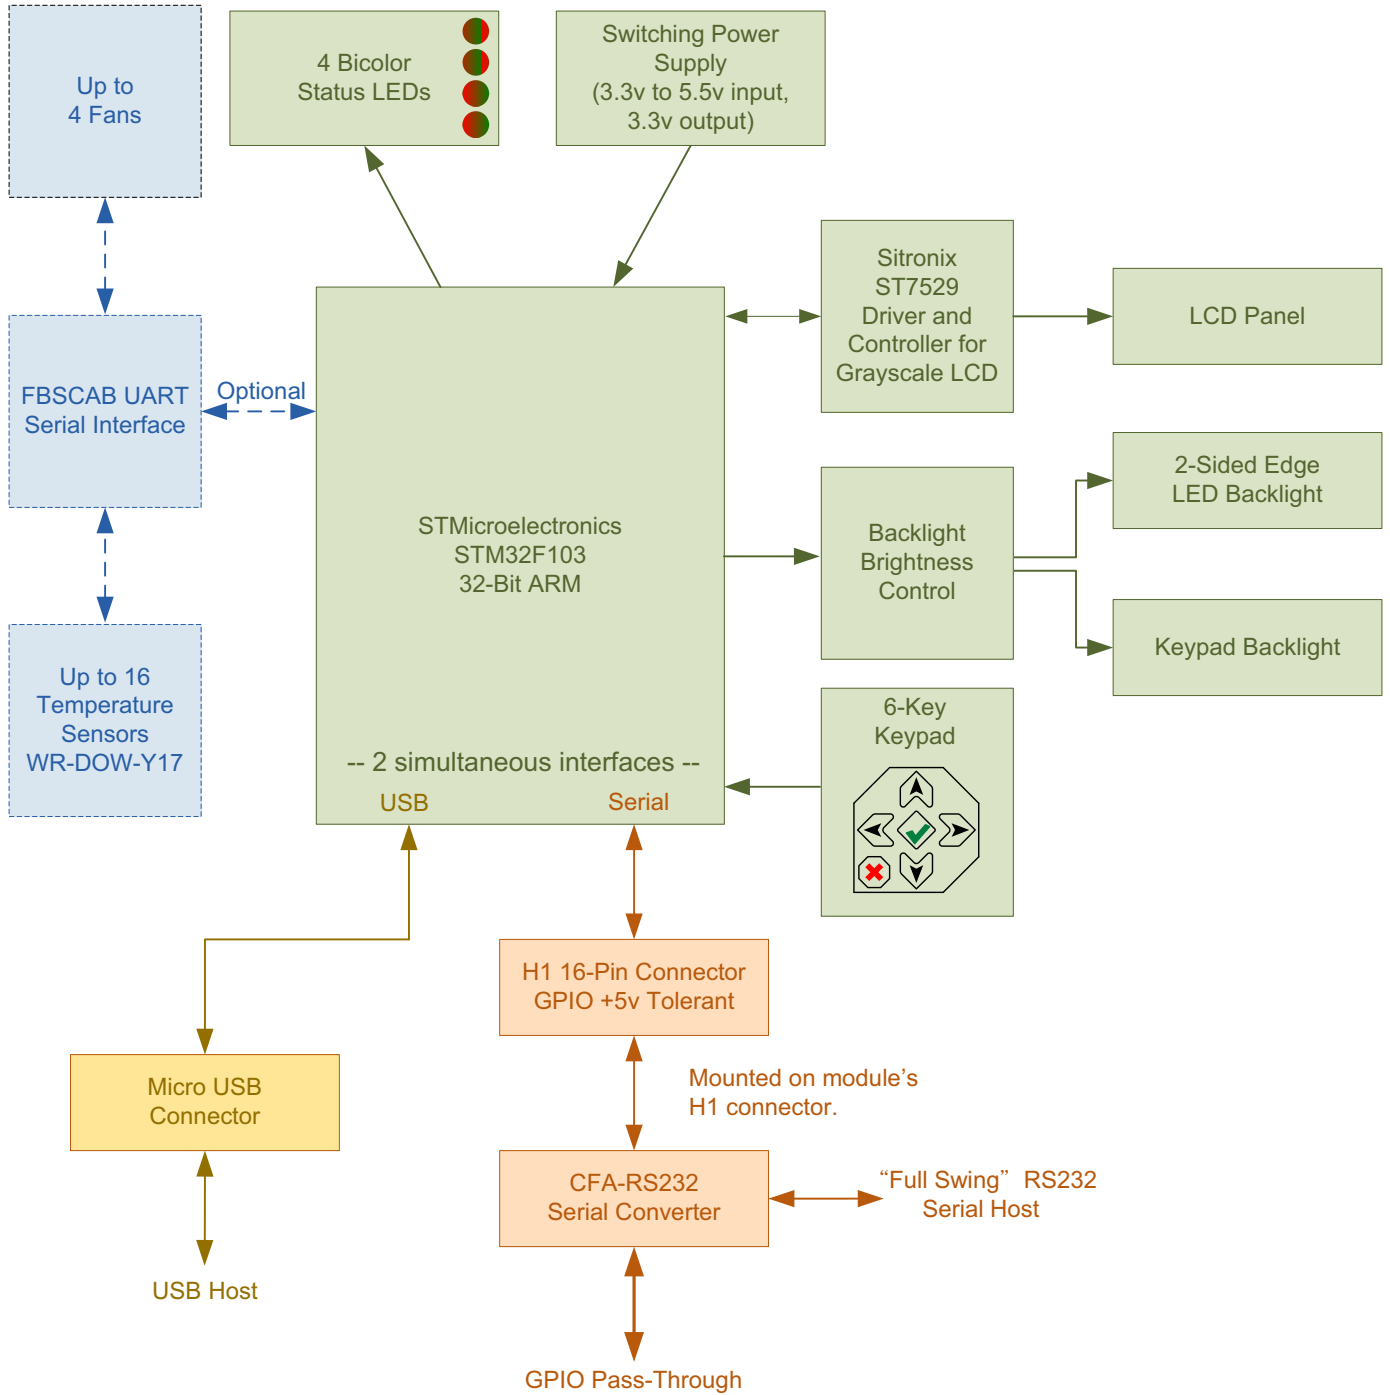 Up to
4 Fans
4 Bicolor
Status LEDs
Switching Power
Supply
(3.3v to 5.5v input,
3.3v output)
Sitronix
ST7529
Driver and
Controller for
Grayscale LCD
LCD Panel
FBSCAB UART
Serial Interface
Optional
STMicroelectronics
STM32F103
32-Bit ARM
Backlight
Brightness
Control
2-Sided Edge
LED Backlight
Keypad Backlight
Up to 16
Temperature
Sensors
WR-DOW-Y17
6-Key
Keypad
-- 2 simultaneous interfaces --
USB
Serial
H1 16-Pin Connector
GPIO +5v Tolerant
Micro USB
Connector
Mounted on module’s
H1 connector.
CFA-RS232
Serial Converter
“Full Swing” RS232
Serial Host
USB Host
GPIO Pass-Through